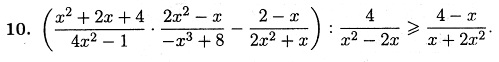 10. \left( \frac{x^2 + 2x + 4}{4x^2 - 1} \cdot \frac{2x^2 - x}{-x^3 + 8} - \frac{2 - x}{2x^2 + x} \right) : \frac{4}{x^2 - 2x} \geqslant \frac{4 - x}{x + 2x^2}.